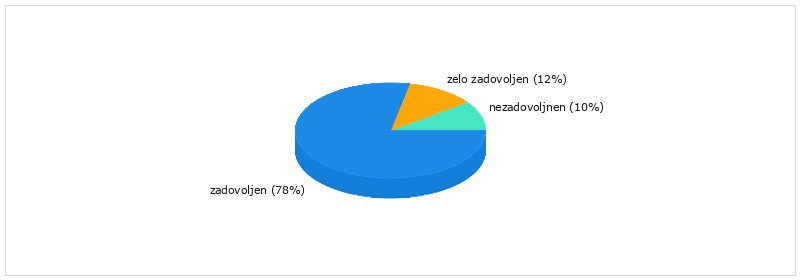 zelo zadovoljen (12%)
nezadovoljnen (10%)
zadovoljen (78%)